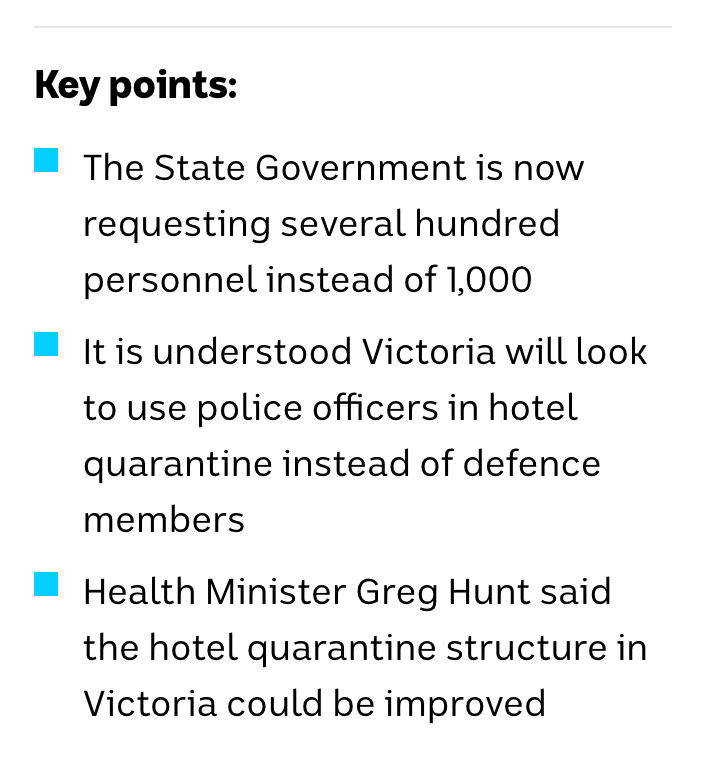 Key points:
The State Government is now
requesting several hundred
personnel instead of 1,000
It is understood Victoria will look
to use police officers in hotel
quarantine instead of defence
members
Health Minister Greg Hunt said
the hotel quarantine structure in
Victoria could be improved